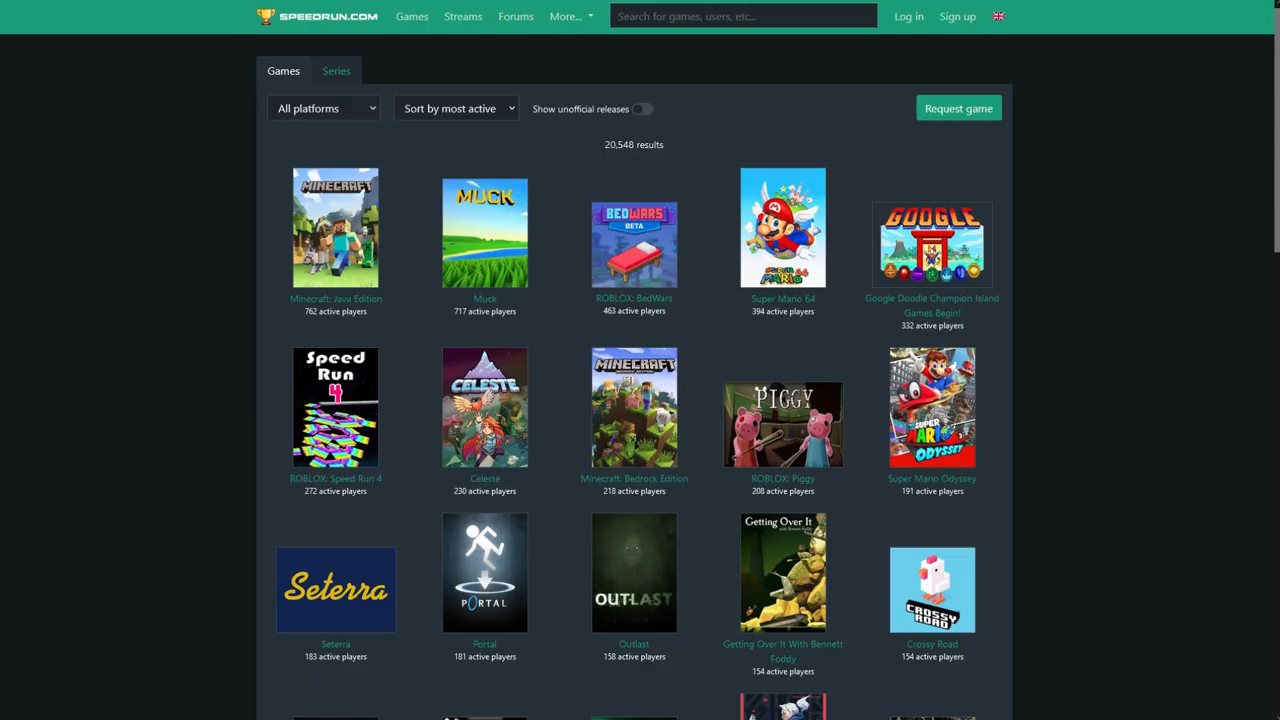 SPEEDRUN.COM Games Streams Forums More... Search for games, users, etc... Log in Sign up
Games Series
All platforms Sort by most active Show unofficial releases Request game
20,548 results
MINECRAFT
MUCK
BEDWARS
BETA
SUPER
MARIO 64
GOOGLE
Minecraft: Java Edition
762 active players
Muck
717 active players
ROBLOX: BedWars
463 active players
Super Mario 64
394 active players
Google Doodle Champion Island
Games Begin!
332 active players
Speed
Run
4
CELESTE
MINECRAFT
PIGGY
SUPER
MARIO
ODYSSEY
ROBLOX: Speed Run 4
272 active players
Celeste
230 active players
Minecraft: Bedrock Edition
218 active players
ROBLOX: Piggy
208 active players
Super Mario Odyssey
191 active players
Seterra
PORTAL
OUTLAST
Getting Over It
with Bennett Foddy
CROSSY
ROAD
Seterra
183 active players
Portal
181 active players
Outlast
158 active players
Getting Over It With Bennett
Foddy
154 active players
Crossy Road
154 active players